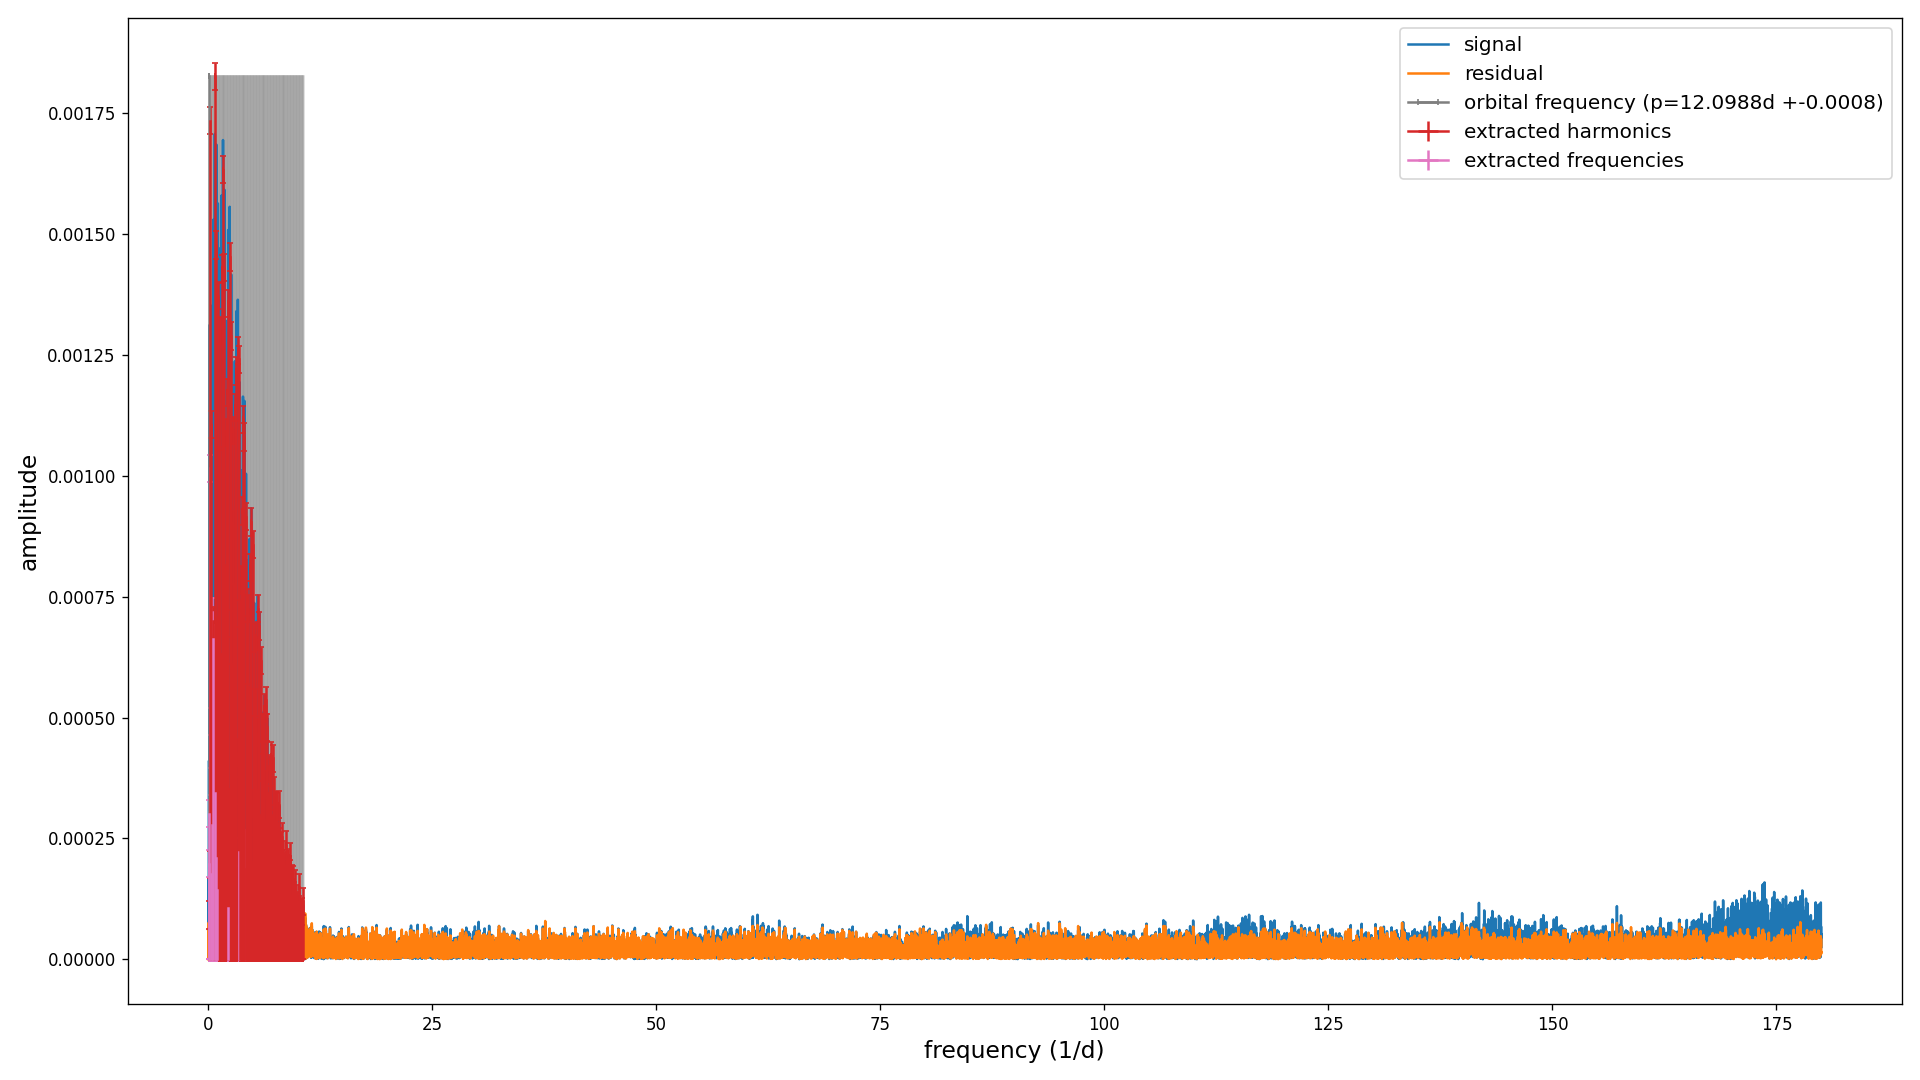 signal
residual
orbital frequency (p=12.0988d +-0.0008)
extracted harmonics
extracted frequencies
0.00175
0.00150
0.00125
0.00100
0.00075
0.00050
0.00025
0.00000
amplitude
0 25 50 75 100 125 150 175
frequency (1/d)